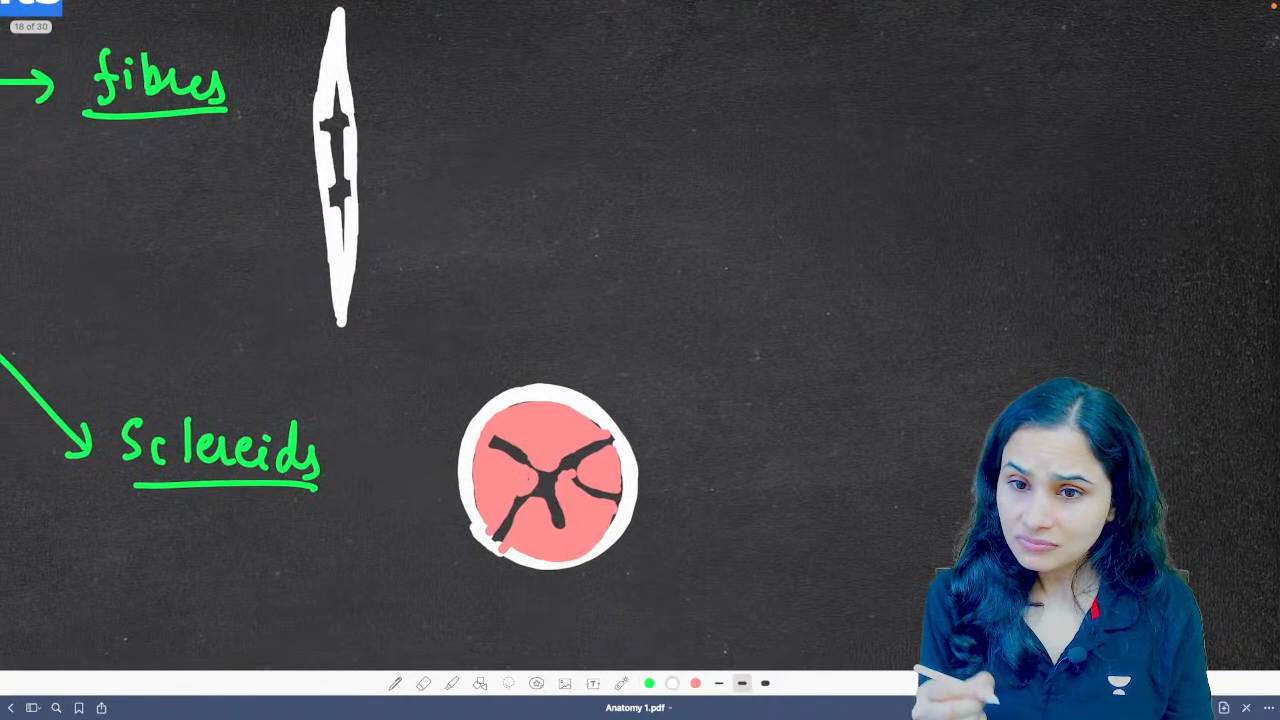 18 of 30
→ fibres
Sclereids
Anatomy 1.pdf